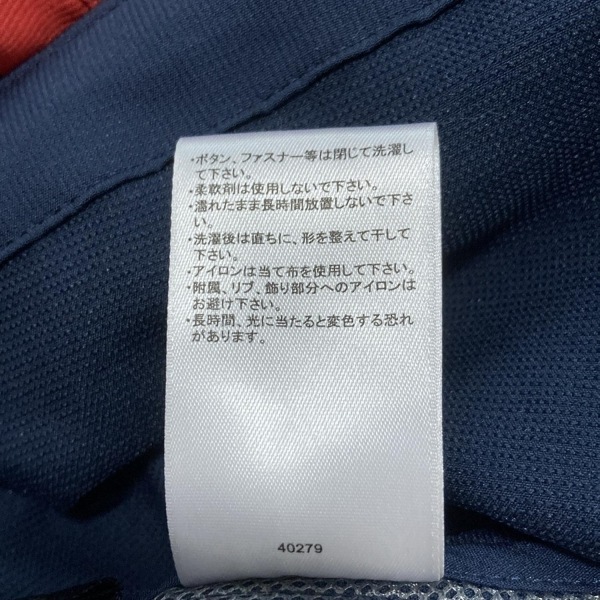 ・ボタン、ファスナー等は閉じて洗濯し
て下さい。
・柔軟剤は使用しないで下さい。
・濡れたまま長時間放置しないで下さ
い。
・洗濯後は直ちに、形を整えて干して
下さい。
・アイロンは当て布を使用して下さい。
・附属、リブ、飾り部分へのアイロンは
お避け下さい。
・長時間、光に当たると変色する恐れ
があります。
40279